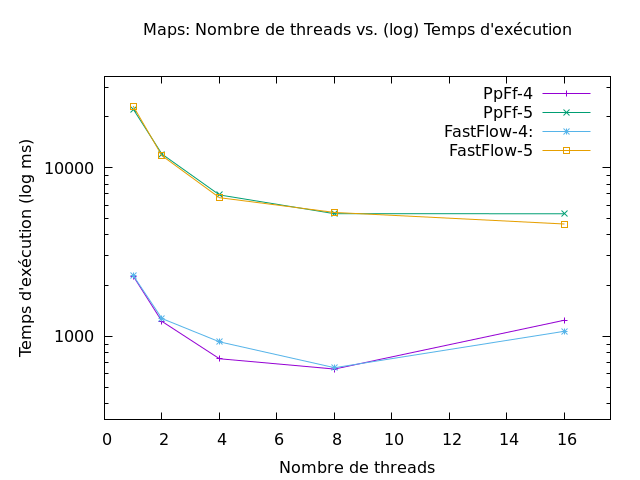 Maps: Nombre de threads vs. (log) Temps d'exécution
PpFf-4
PpFf-5
FastFlow-4:
FastFlow-5
Temps d'exécution (log ms)
10000
1000
0 2 4 6 8 10 12 14 16
Nombre de threads